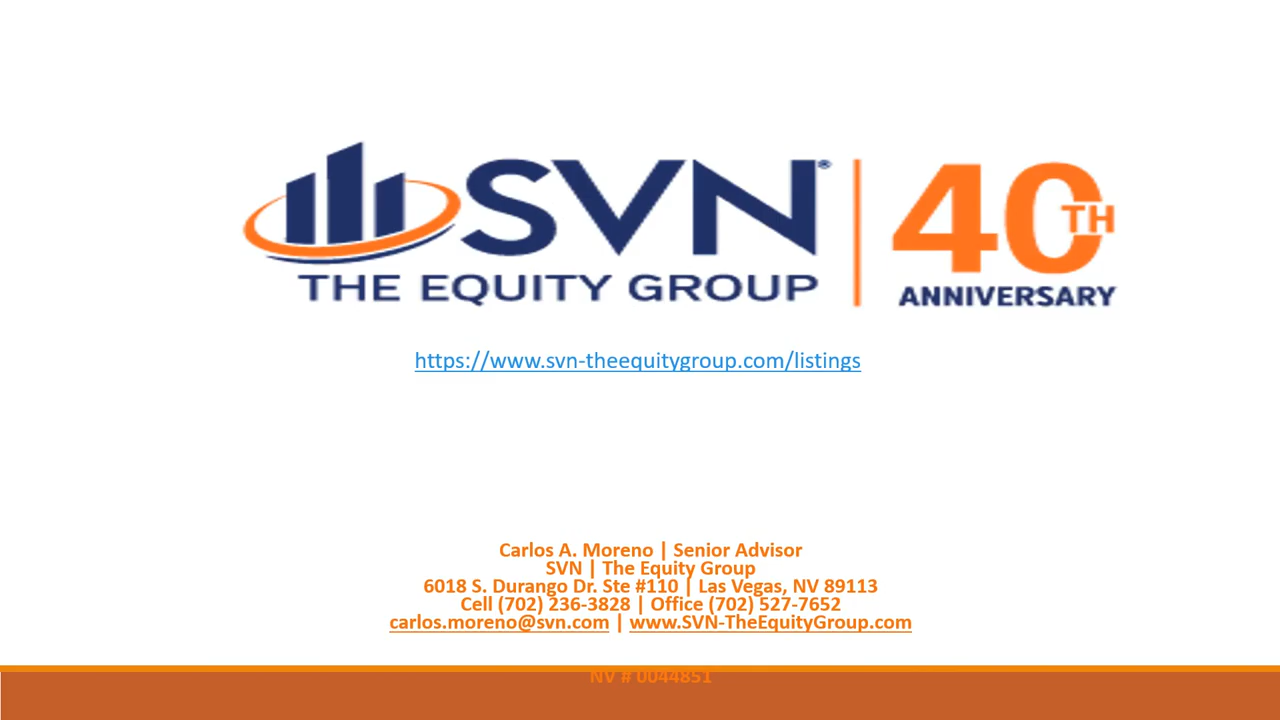 SVN®
THE EQUITY GROUP
40TH
ANNIVERSARY
https://www.svn-theequitygroup.com/listings
Carlos A. Moreno | Senior Advisor
SVN | The Equity Group
6018 S. Durango Dr. Ste #110 | Las Vegas, NV 89113
Cell (702) 236-3828 | Office (702) 527-7652
carlos.moreno@svn.com | www.SVN-TheEquityGroup.com
NV # 0044851